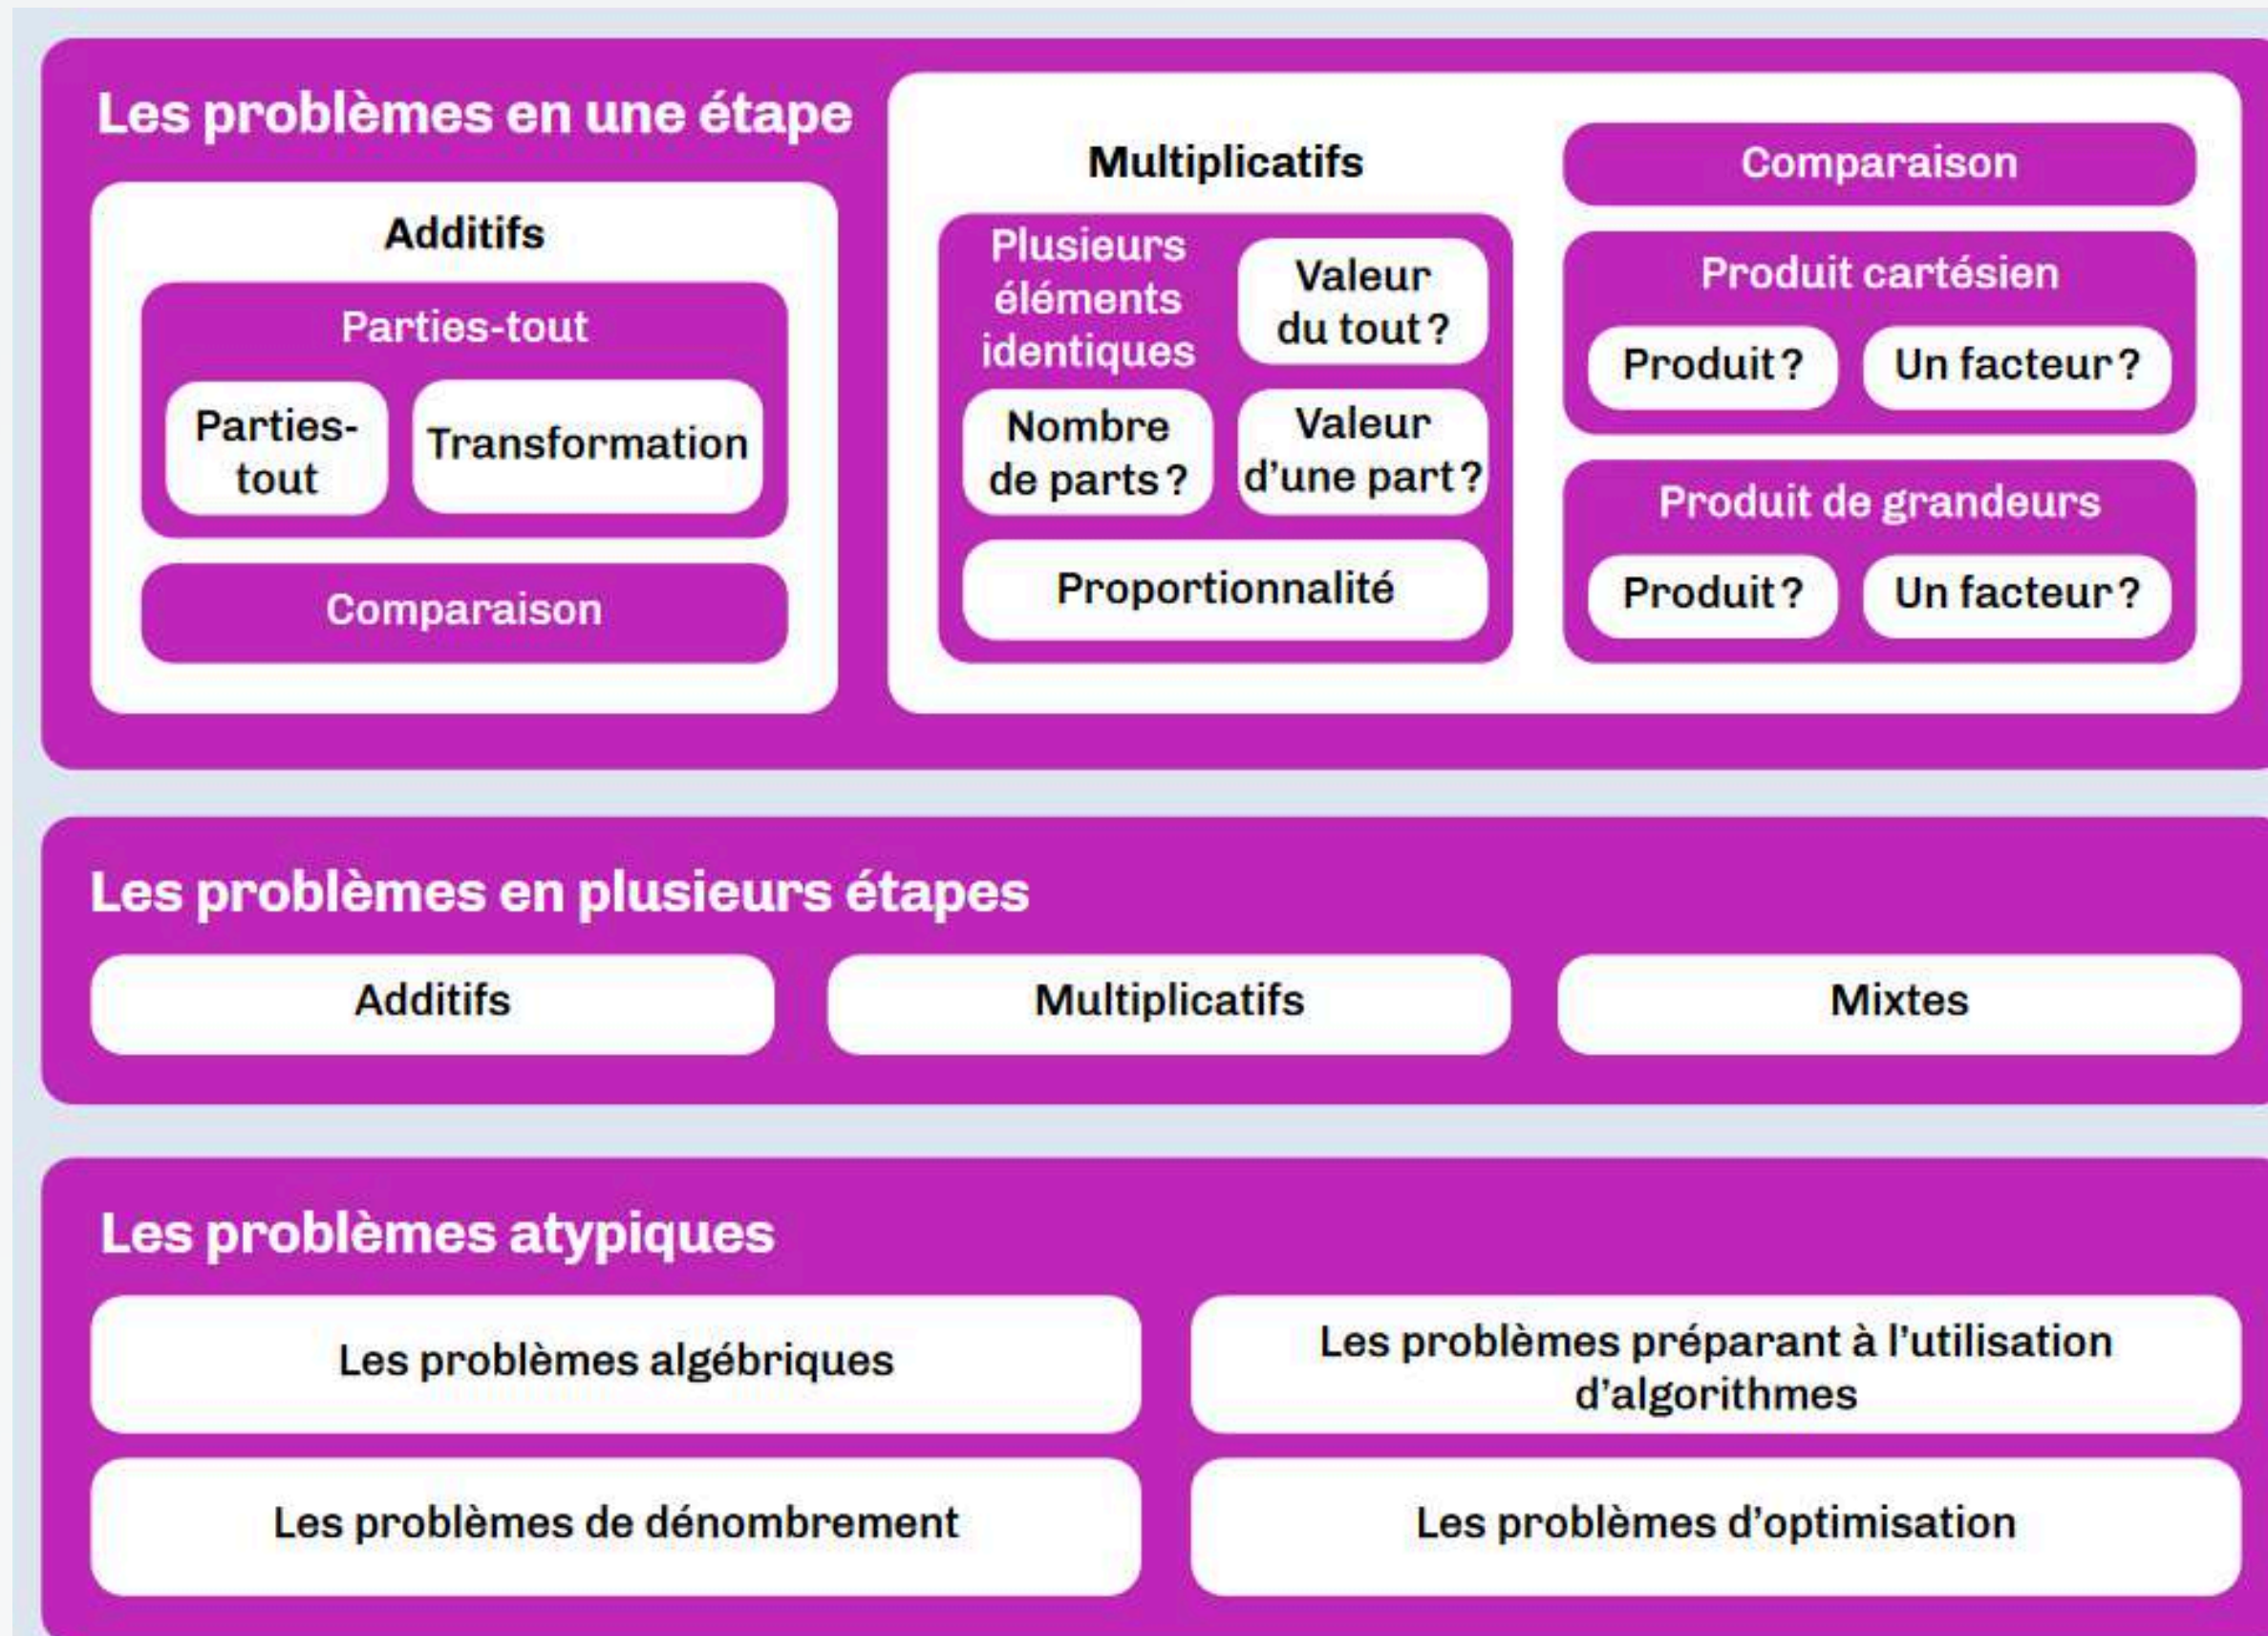 Les problèmes en une étape
Additifs
Parties-tout
Parties-
tout
Transformation
Comparaison
Multiplicatifs
Plusieurs
éléments
identiques
Valeur
du tout ?
Nombre
de parts ?
Valeur
d’une part ?
Proportionnalité
Comparaison
Produit cartésien
Produit ?
Un facteur ?
Produit de grandeurs
Produit ?
Un facteur ?
Les problèmes en plusieurs étapes
Additifs
Multiplicatifs
Mixtes
Les problèmes atypiques
Les problèmes algébriques
Les problèmes préparant à l’utilisation
d’algorithmes
Les problèmes de dénombrement
Les problèmes d’optimisation